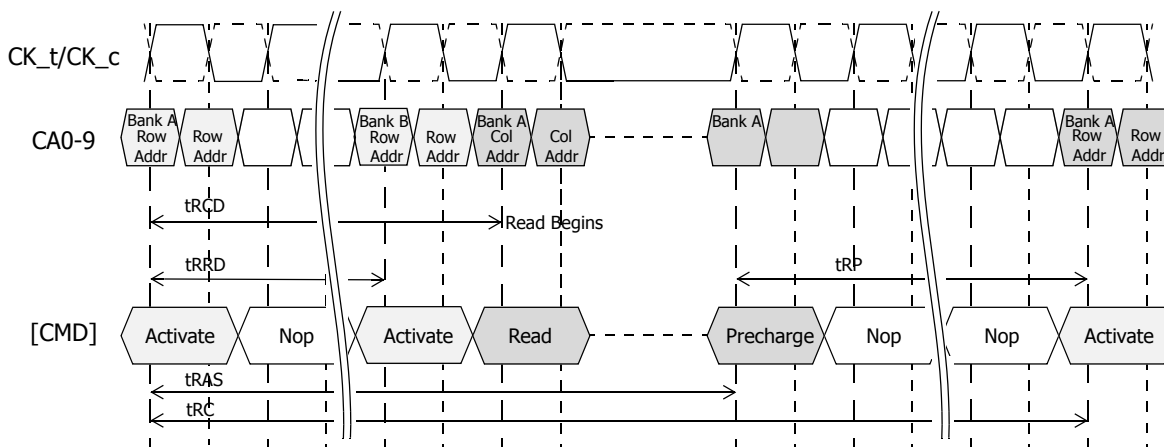 CK_t/CK_c
CA0-9
Bank A
Row
Addr
Row
Addr
Bank B
Row
Addr
Row
Addr
Bank A
Col
Addr
Col
Addr
Bank A
Bank A
Row
Addr
Row
Addr
tRCD
Read Begins
tRRD
tRP
[CMD]
Activate
Nop
Activate
Read
Precharge
Nop
Nop
Activate
tRAS
tRC